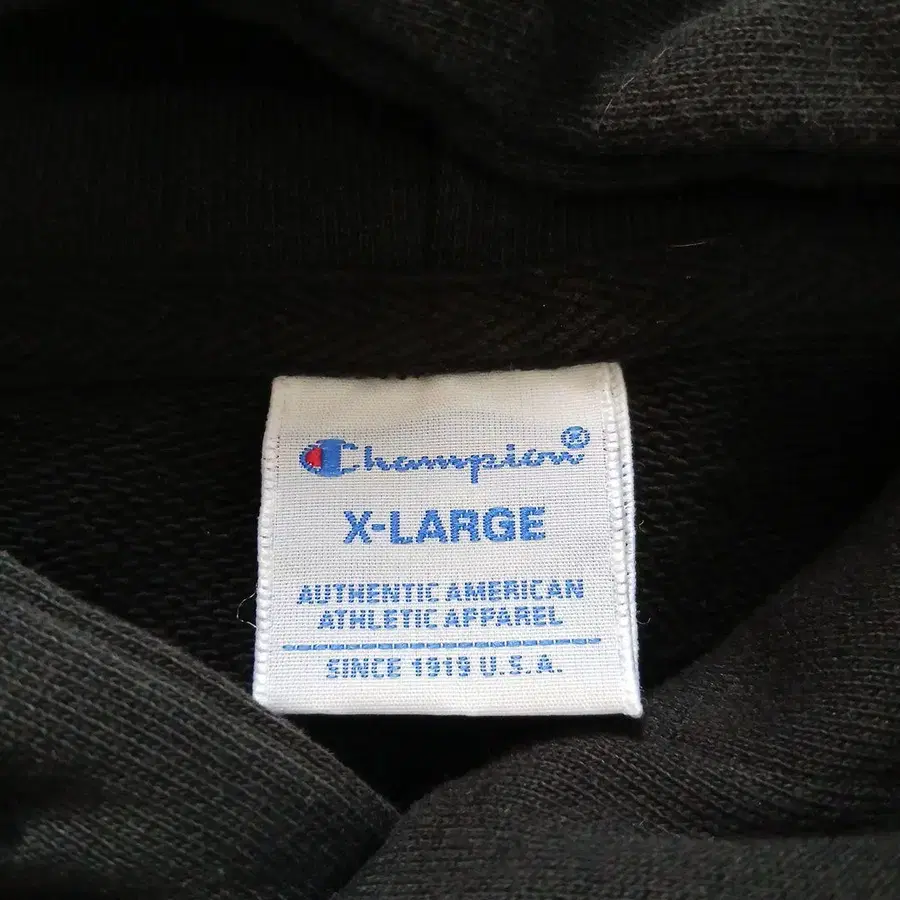 Champion®
X-LARGE
AUTHENTIC AMERICAN
ATHLETIC APPAREL
SINCE 1919 U.S.A.